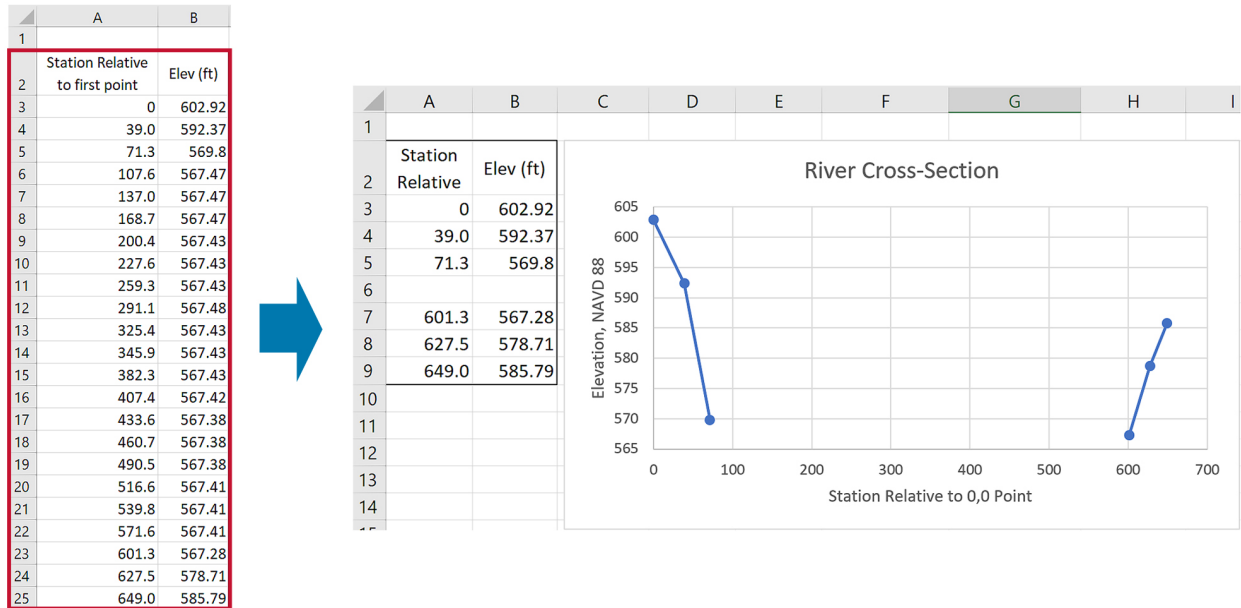 A B
1
2 Station Relative to first point Elev (ft)
3 0 602.92
4 39.0 592.37
5 71.3 569.8
6 107.6 567.47
7 137.0 567.47
8 168.7 567.47
9 200.4 567.43
10 227.6 567.43
11 259.3 567.43
12 291.1 567.48
13 325.4 567.43
14 345.9 567.43
15 382.3 567.43
16 407.4 567.42
17 433.6 567.38
18 460.7 567.38
19 490.5 567.38
20 516.6 567.41
21 539.8 567.41
22 571.6 567.41
23 601.3 567.28
24 627.5 578.71
25 649.0 585.79
A B C D E F G H I
1
2 Station Relative Elev (ft)
3 0 602.92
4 39.0 592.37
5 71.3 569.8
6
7 601.3 567.28
8 627.5 578.71
9 649.0 585.79
10
11
12
13
14
River Cross-Section
Elevation, NAVD 88
605
600
595
590
585
580
575
570
565
0 100 200 300 400 500 600 700
Station Relative to 0,0 Point